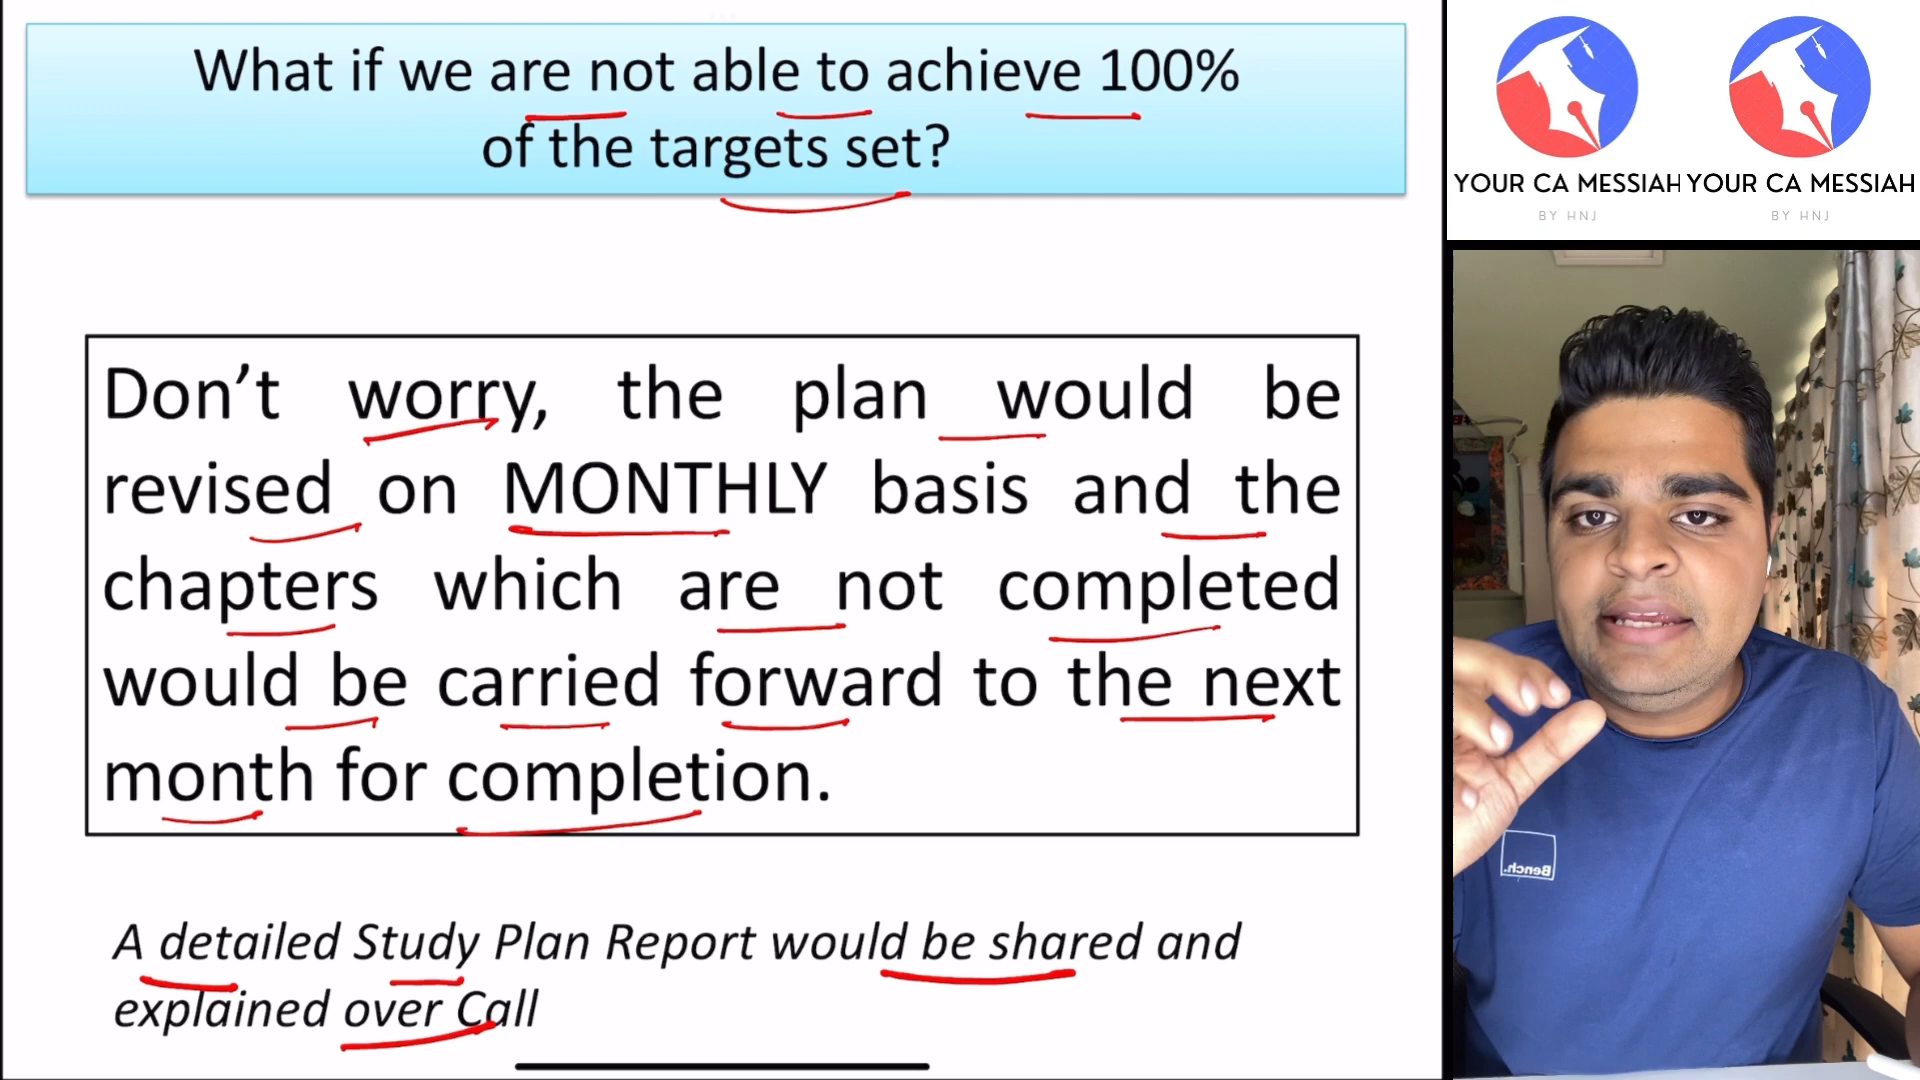 What if we are not able to achieve 100%
of the targets set?
Don’t worry, the plan would be
revised on MONTHLY basis and the
chapters which are not completed
would be carried forward to the next
month for completion.
A detailed Study Plan Report would be shared and
explained over Call
YOUR CA MESSIAH
BY HNJ
YOUR CA MESSIAH
BY HNJ
Bench.